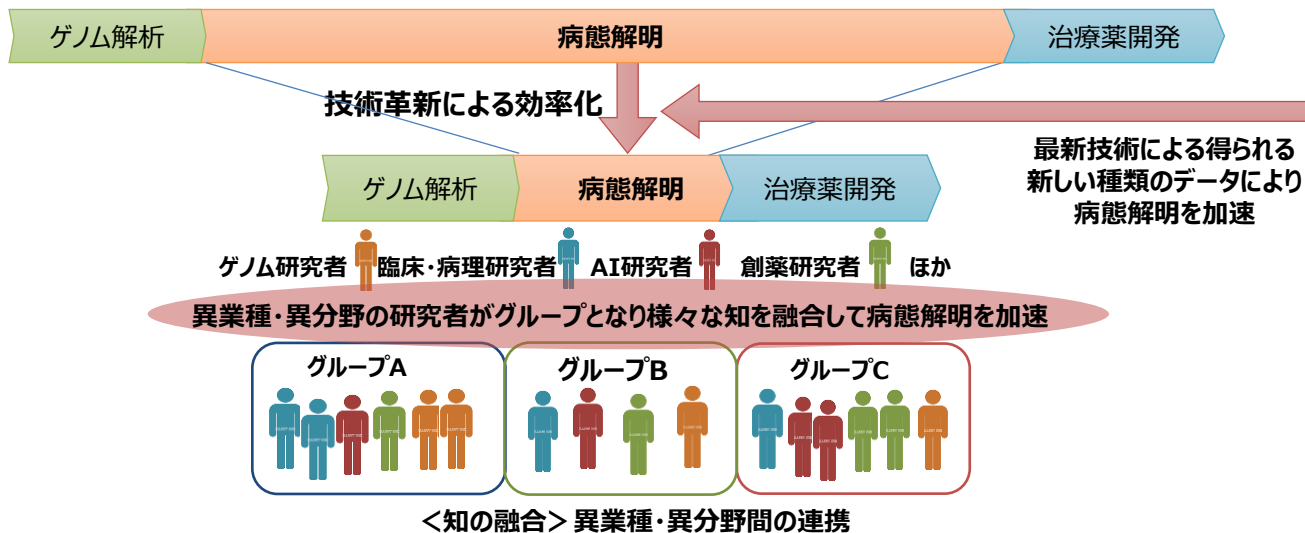 ゲノム解析
病態解明
治療薬開発
技術革新による効率化
最新技術による得られる
新しい種類のデータにより
病態解明を加速
ゲノム解析
病態解明
治療薬開発
ゲノム研究者
臨床・病理研究者
AI研究者
創薬研究者
ほか
異業種・異分野の研究者がグループとなり様々な知を融合して病態解明を加速
グループA
グループB
グループC
＜知の融合＞異業種・異分野間の連携